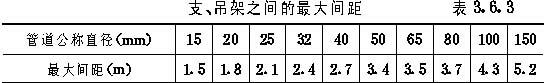 支、吊架之间的最大间距 表3.6.3
管道公称直径(mm) 15 20 25 32 40 50 65 80 100 150
最大间距(m) 1.5 1.8 2.1 2.4 2.7 3.4 3.5 3.7 4.3 5.2